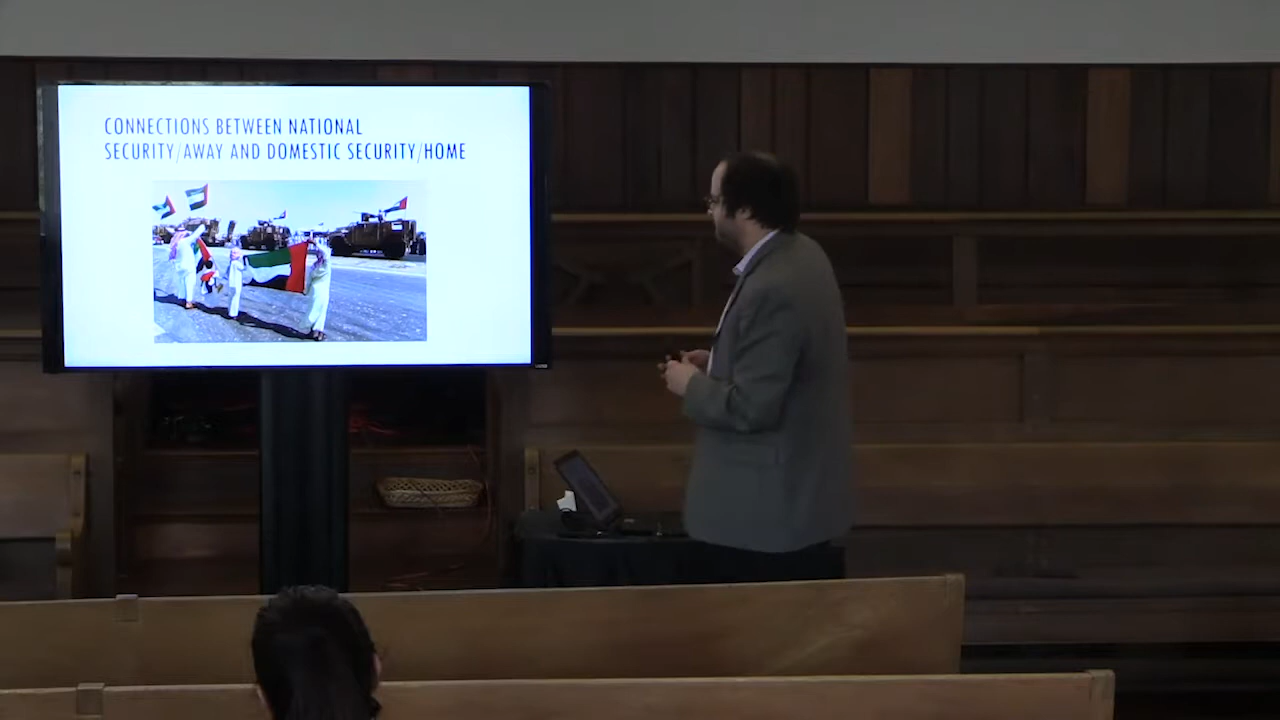 CONNECTIONS BETWEEN NATIONAL
SECURITY/AWAY AND DOMESTIC SECURITY/HOME